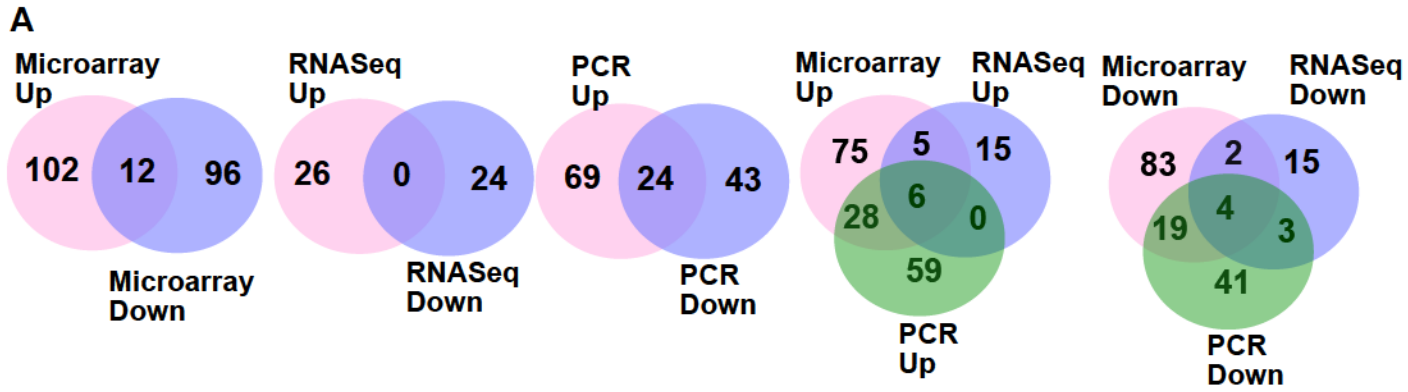 A
Microarray
Up
102
12
96
Microarray
Down
RNASeq
Up
26
0
24
RNASeq
Down
PCR
Up
69
24
43
PCR
Down
Microarray
Up
RNASeq
Up
75
5
15
28
6
0
59
PCR
Up
Microarray
Down
RNASeq
Down
83
2
15
19
4
3
41
PCR
Down